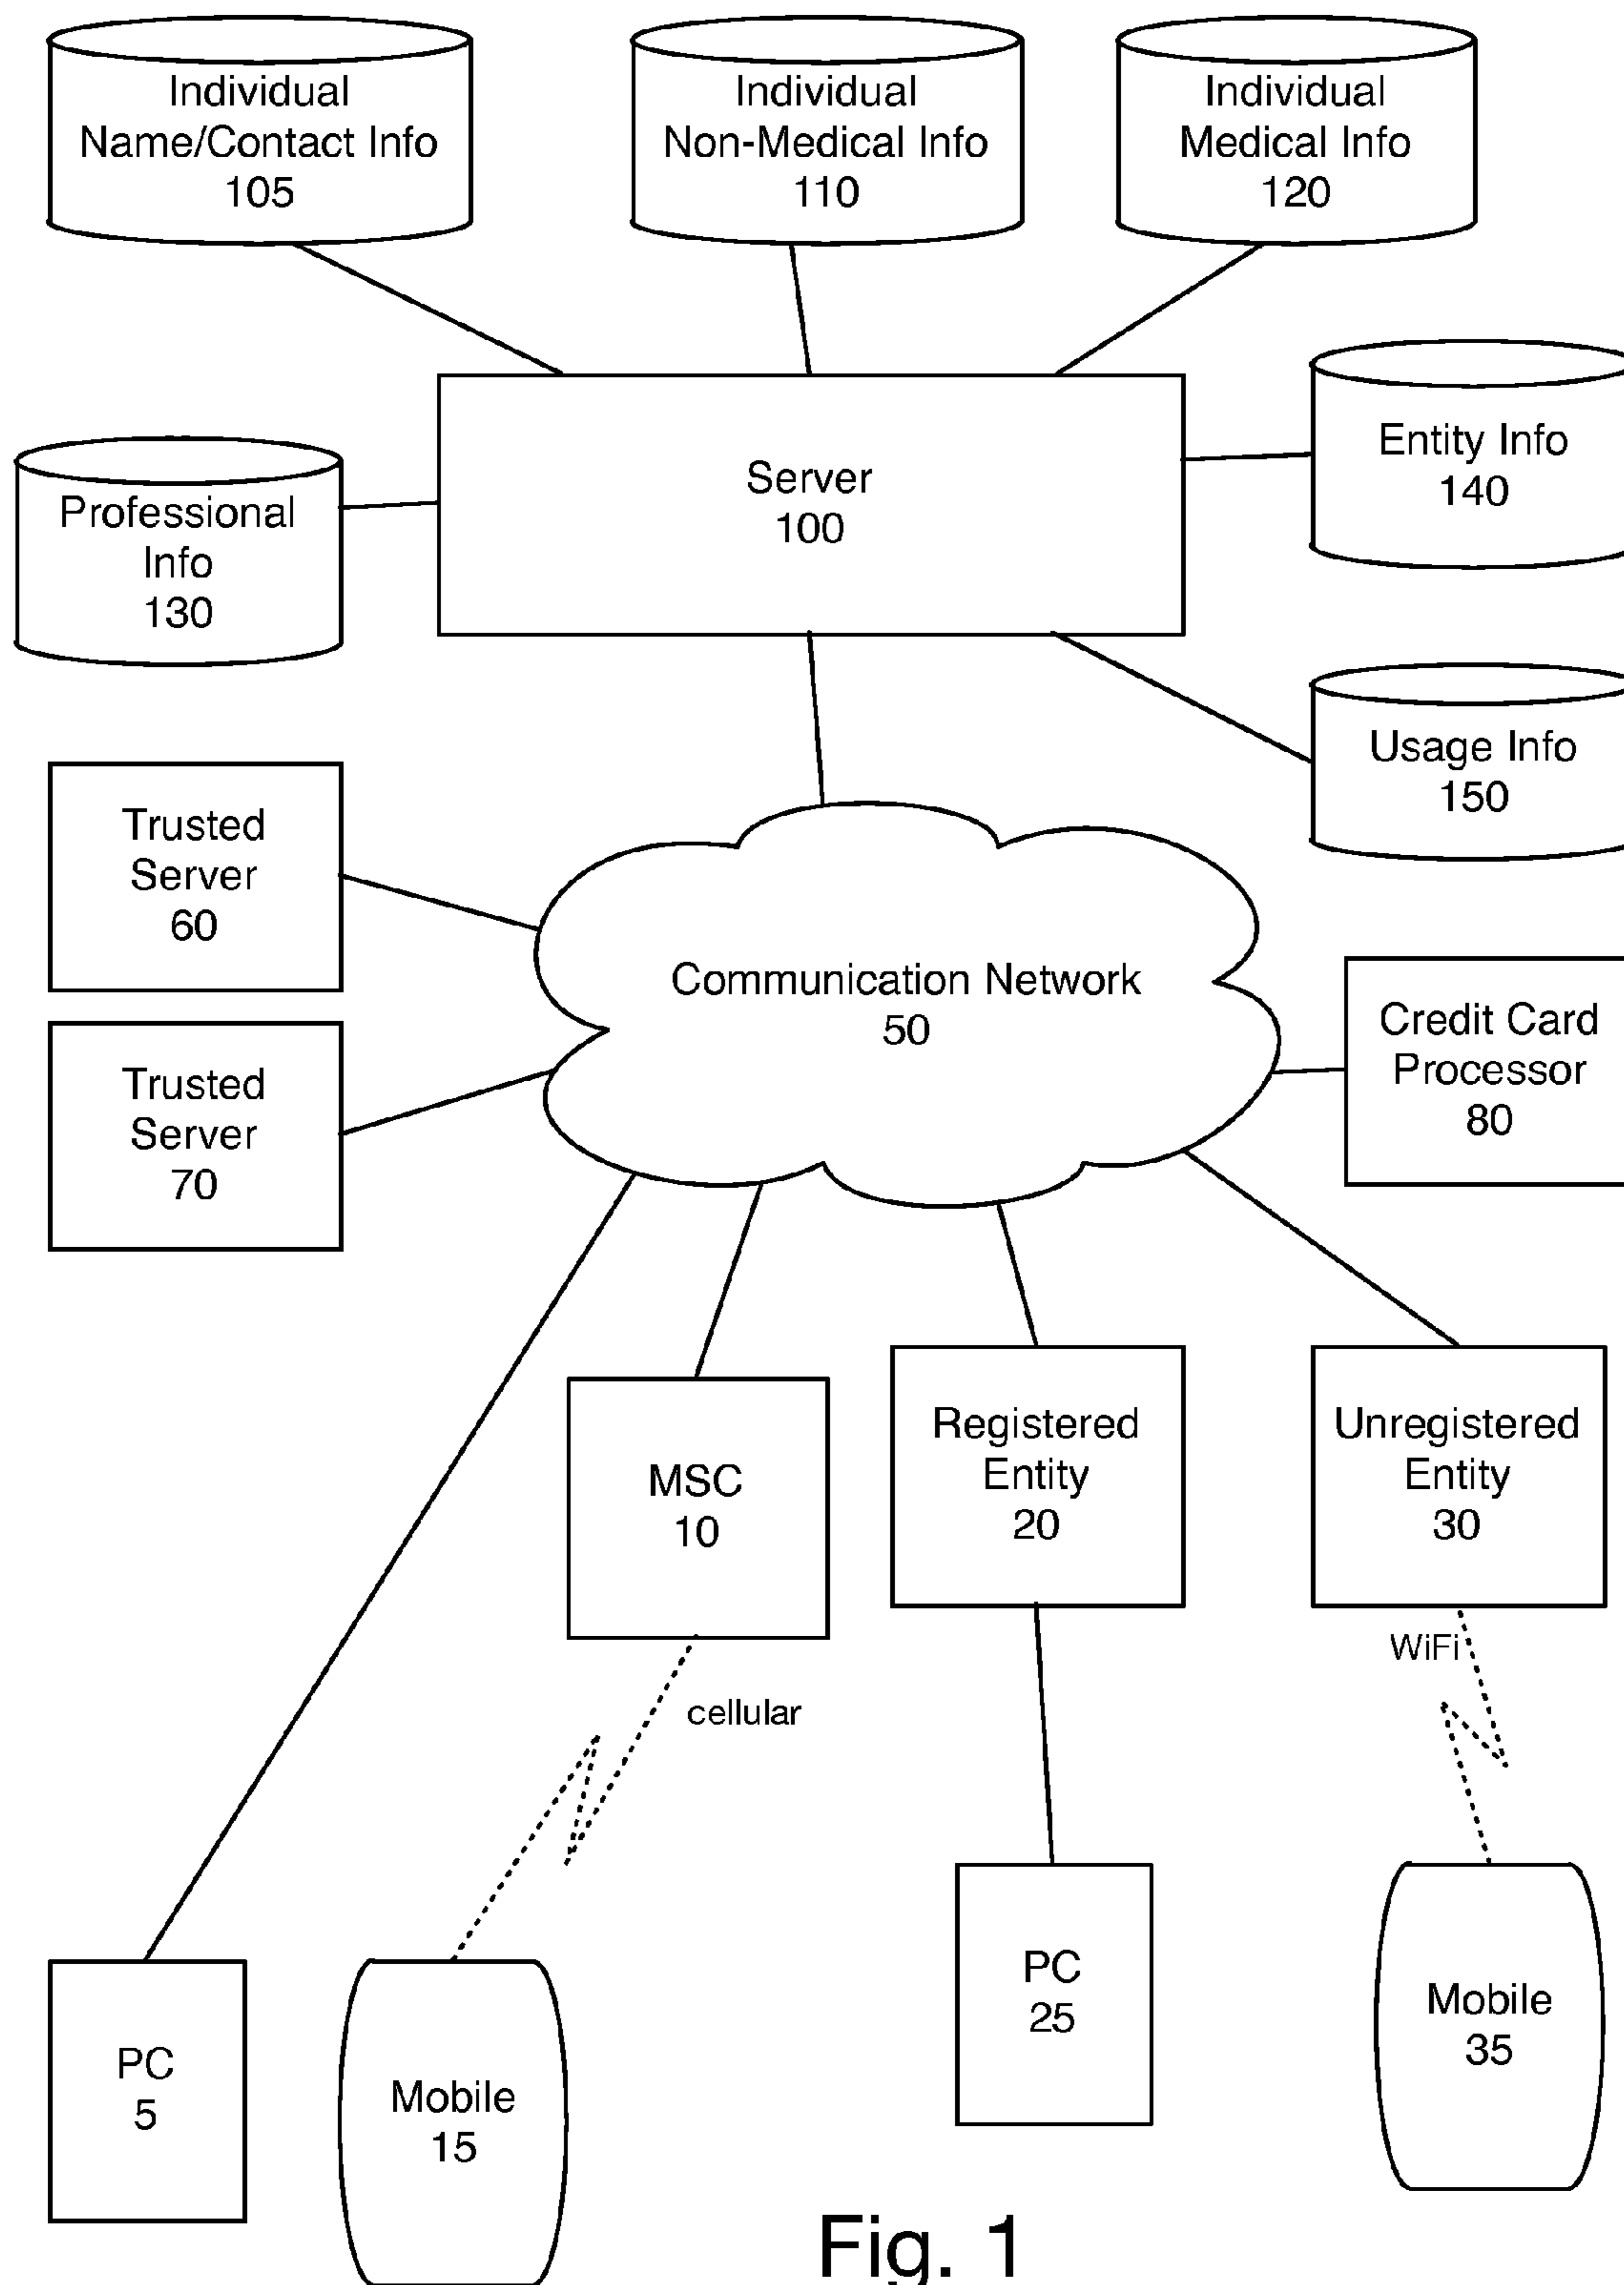 Individual
Name/Contact Info
105
Individual
Non-Medical Info
110
Individual
Medical Info
120
Server
100
Entity Info
140
Professional
Info
130
Usage Info
150
Trusted
Server
60
Communication Network
50
Credit Card
Processor
80
Trusted
Server
70
MSC
10
Registered
Entity
20
Unregistered
Entity
30
cellular
WiFi
PC
5
Mobile
15
PC
25
Mobile
35
Fig. 1